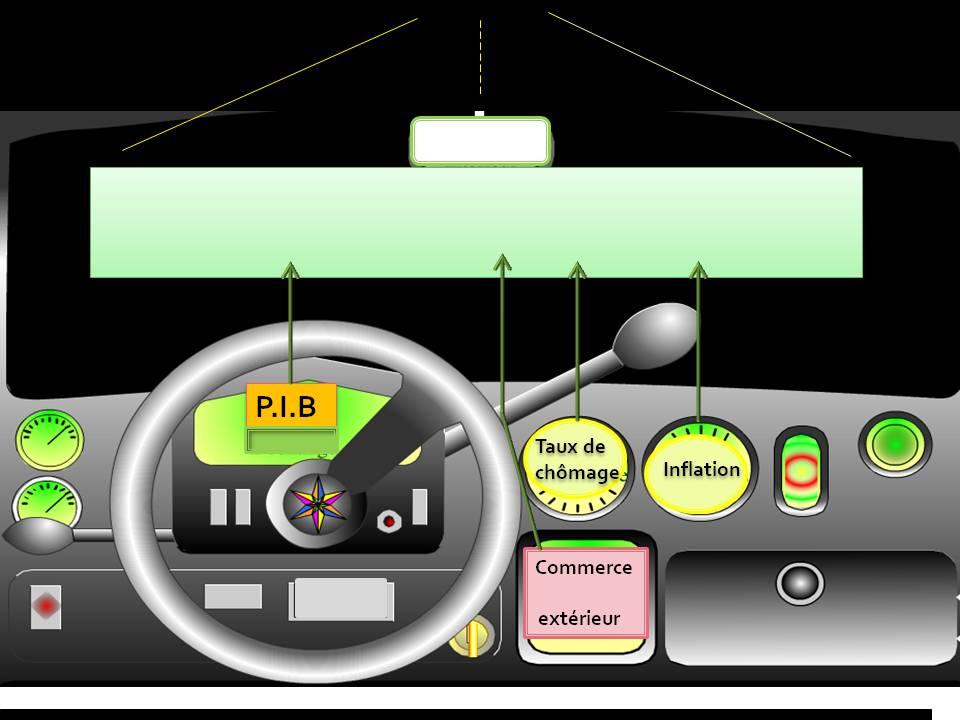 P.I.B
Taux de
chômage
Inflation
Commerce
extérieur